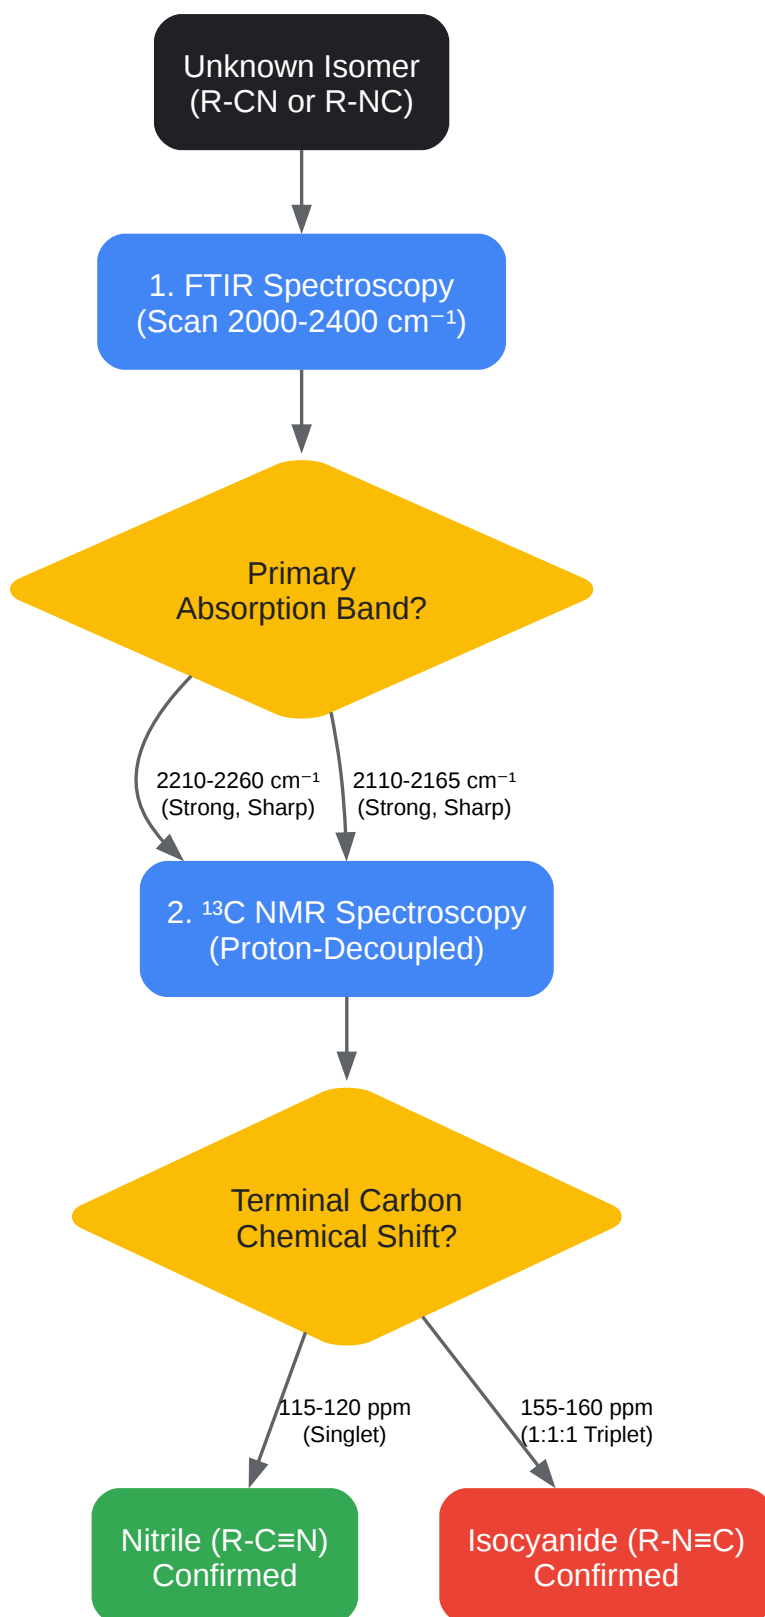 Unknown Isomer
(R-CN or R-NC)
1. FTIR Spectroscopy
(Scan 2000-2400 cm⁻¹)
Primary
Absorption Band?
2210-2260 cm⁻¹
(Strong, Sharp)
2110-2165 cm⁻¹
(Strong, Sharp)
2. ¹³C NMR Spectroscopy
(Proton-Decoupled)
Terminal Carbon
Chemical Shift?
115-120 ppm
(Singlet)
155-160 ppm
(1:1:1 Triplet)
Nitrile (R-C≡N)
Confirmed
Isocyanide (R-N≡C)
Confirmed